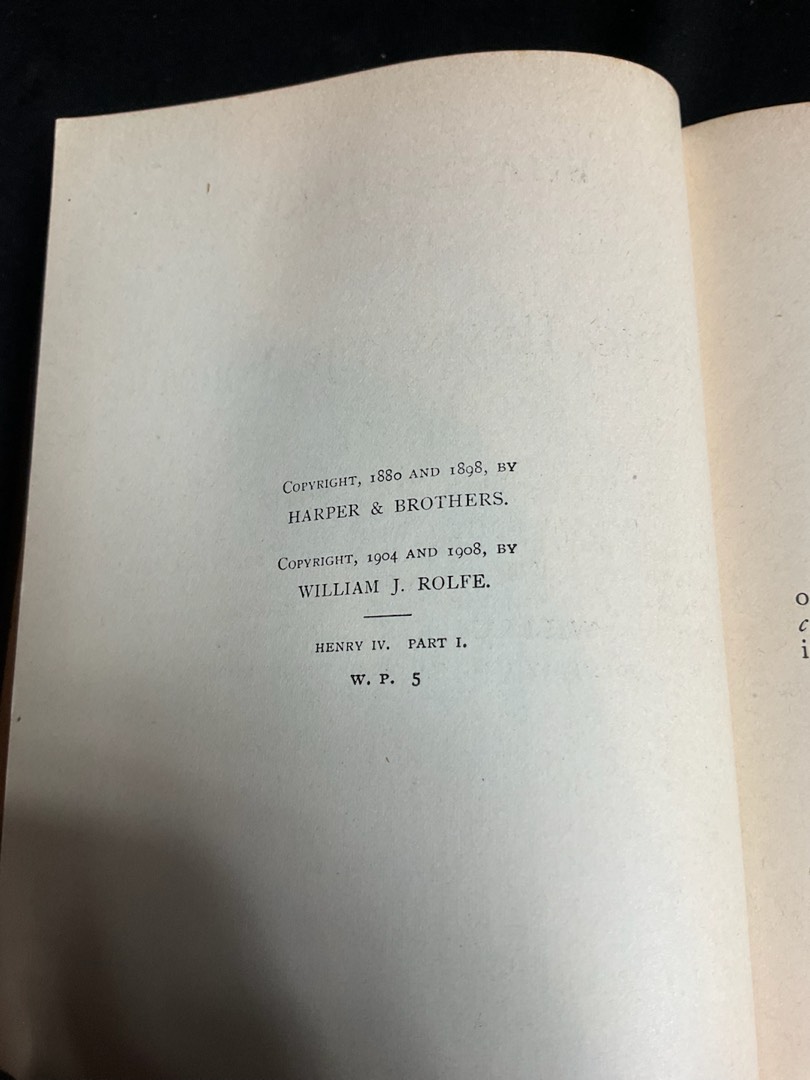 COPYRIGHT, 1880 AND 1898, BY
HARPER & BROTHERS.
COPYRIGHT, 1904 AND 1908, BY
WILLIAM J. ROLFE.
HENRY IV. PART I.
W. P. 5
o
c
i